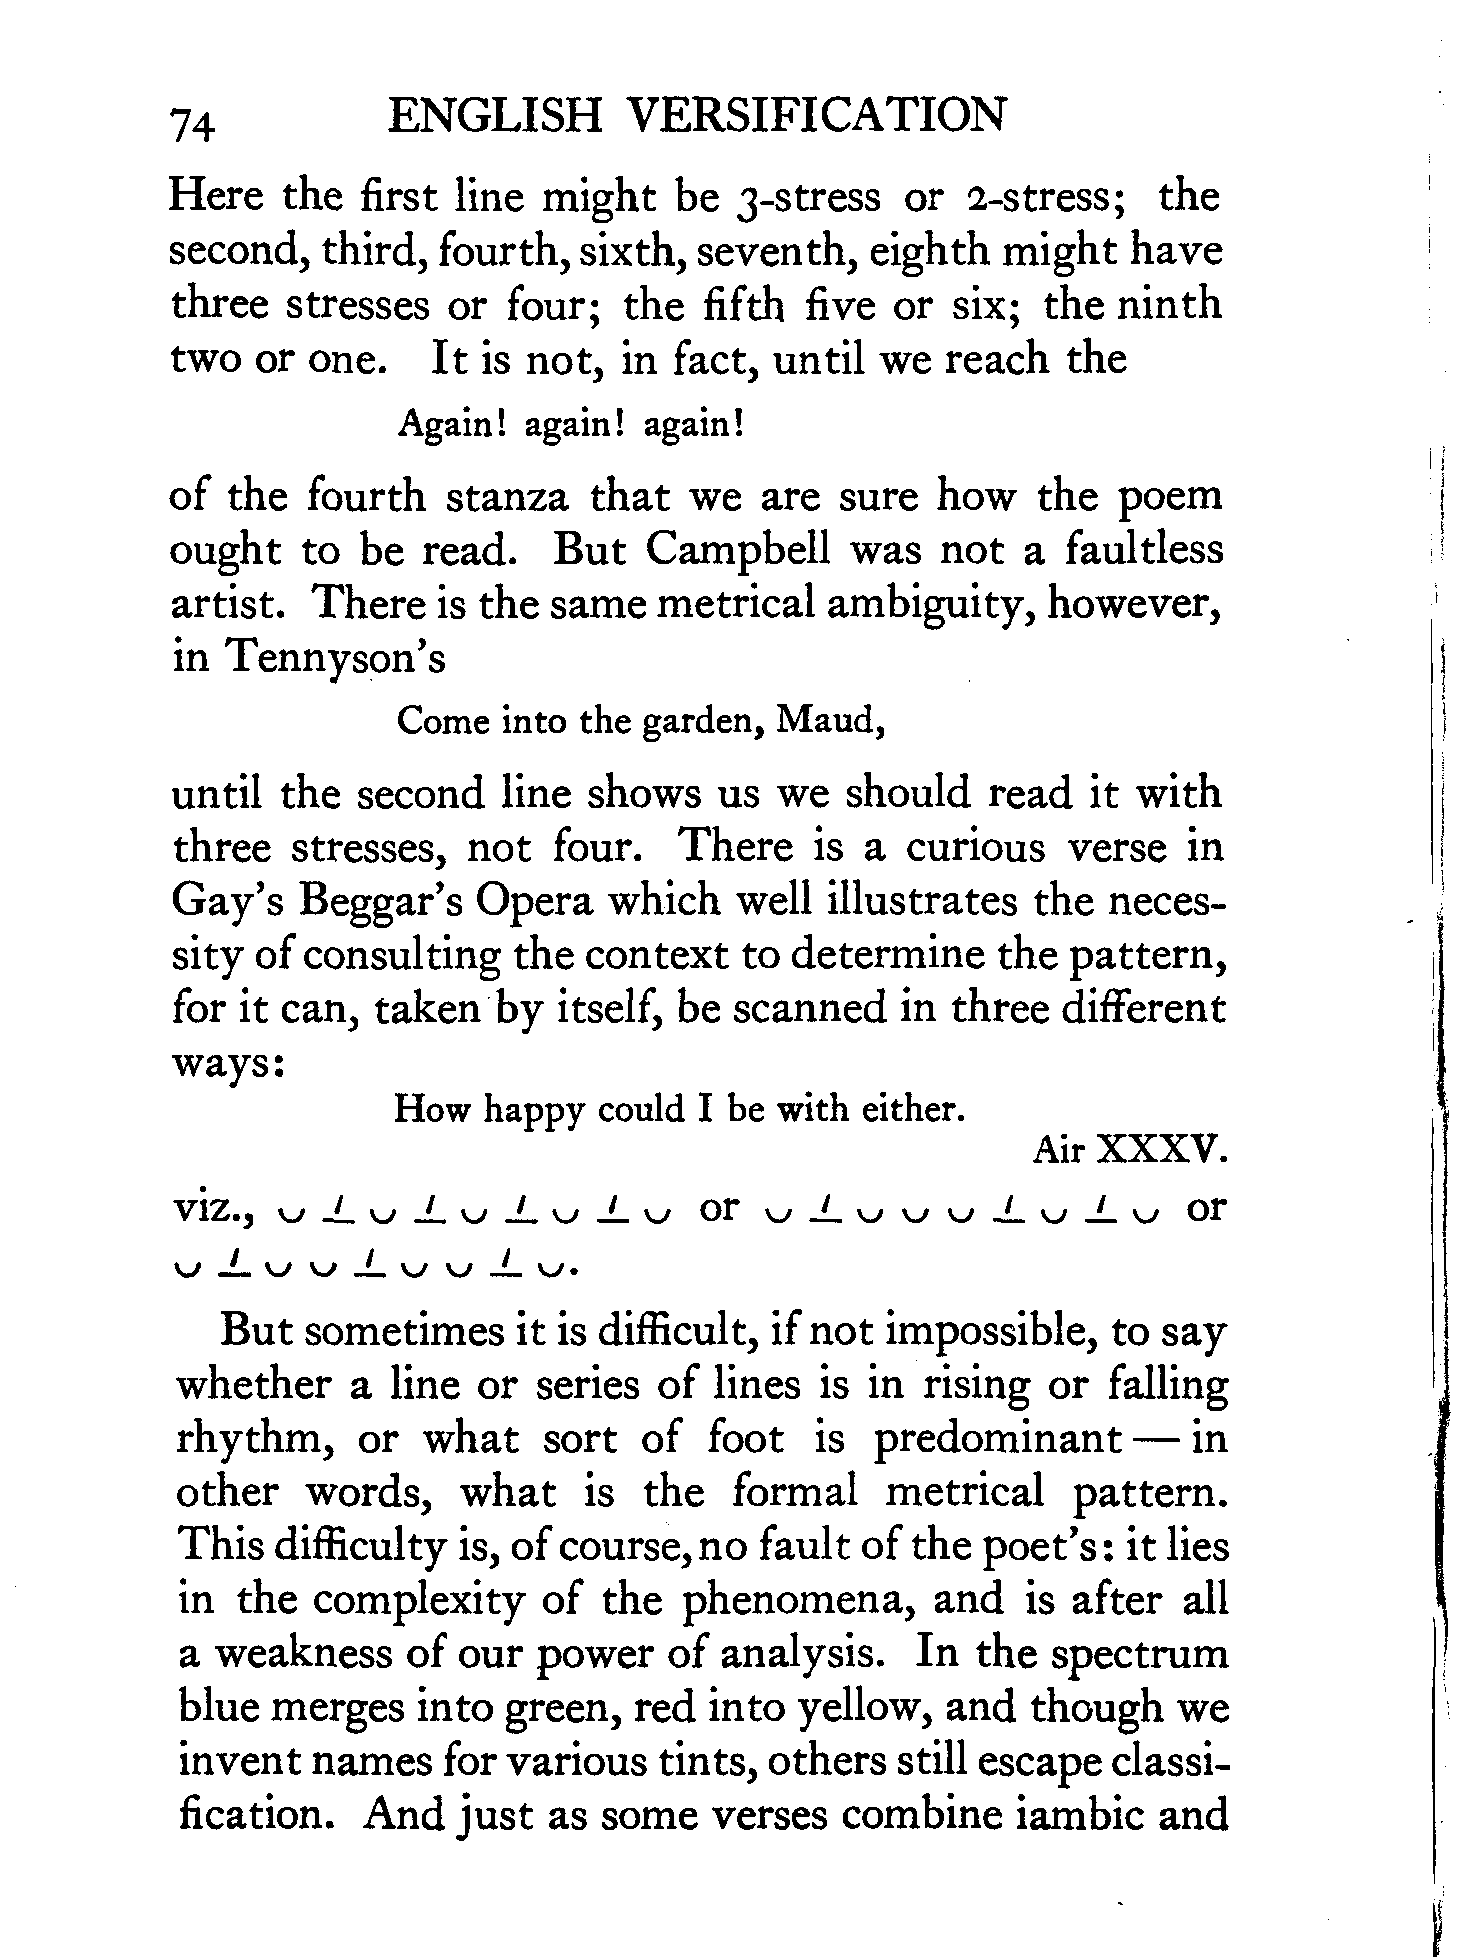 74 ENGLISH VERSIFICATION
Here the first line might be 3-stress or 2-stress; the
second, third, fourth, sixth, seventh, eighth might have
three stresses or four; the fifth five or six; the ninth
two or one. It is not, in fact, until we reach the
Again! again! again!
of the fourth stanza that we are sure how the poem
ought to be read. But Campbell was not a faultless
artist. There is the same metrical ambiguity, however,
in Tennyson's
Come into the garden, Maud,
until the second line shows us we should read it with
three stresses, not four. There is a curious verse in
Gay's Beggar's Opera which well illustrates the neces-
sity of consulting the context to determine the pattern,
for it can, taken by itself, be scanned in three different
ways:
How happy could I be with either.
Air XXXV.
viz., ◡ _́ ◡ _́ ◡ _́ ◡ _́ ◡ or ◡ _́ ◡ ◡ ◡ _́ ◡ _́ ◡ or
◡ _́ ◡ ◡ _́ ◡ ◡ _́ ◡.
But sometimes it is difficult, if not impossible, to say
whether a line or series of lines is in rising or falling
rhythm, or what sort of foot is predominant — in
other words, what is the formal metrical pattern.
This difficulty is, of course, no fault of the poet's: it lies
in the complexity of the phenomena, and is after all
a weakness of our power of analysis. In the spectrum
blue merges into green, red into yellow, and though we
invent names for various tints, others still escape classi-
fication. And just as some verses combine iambic and